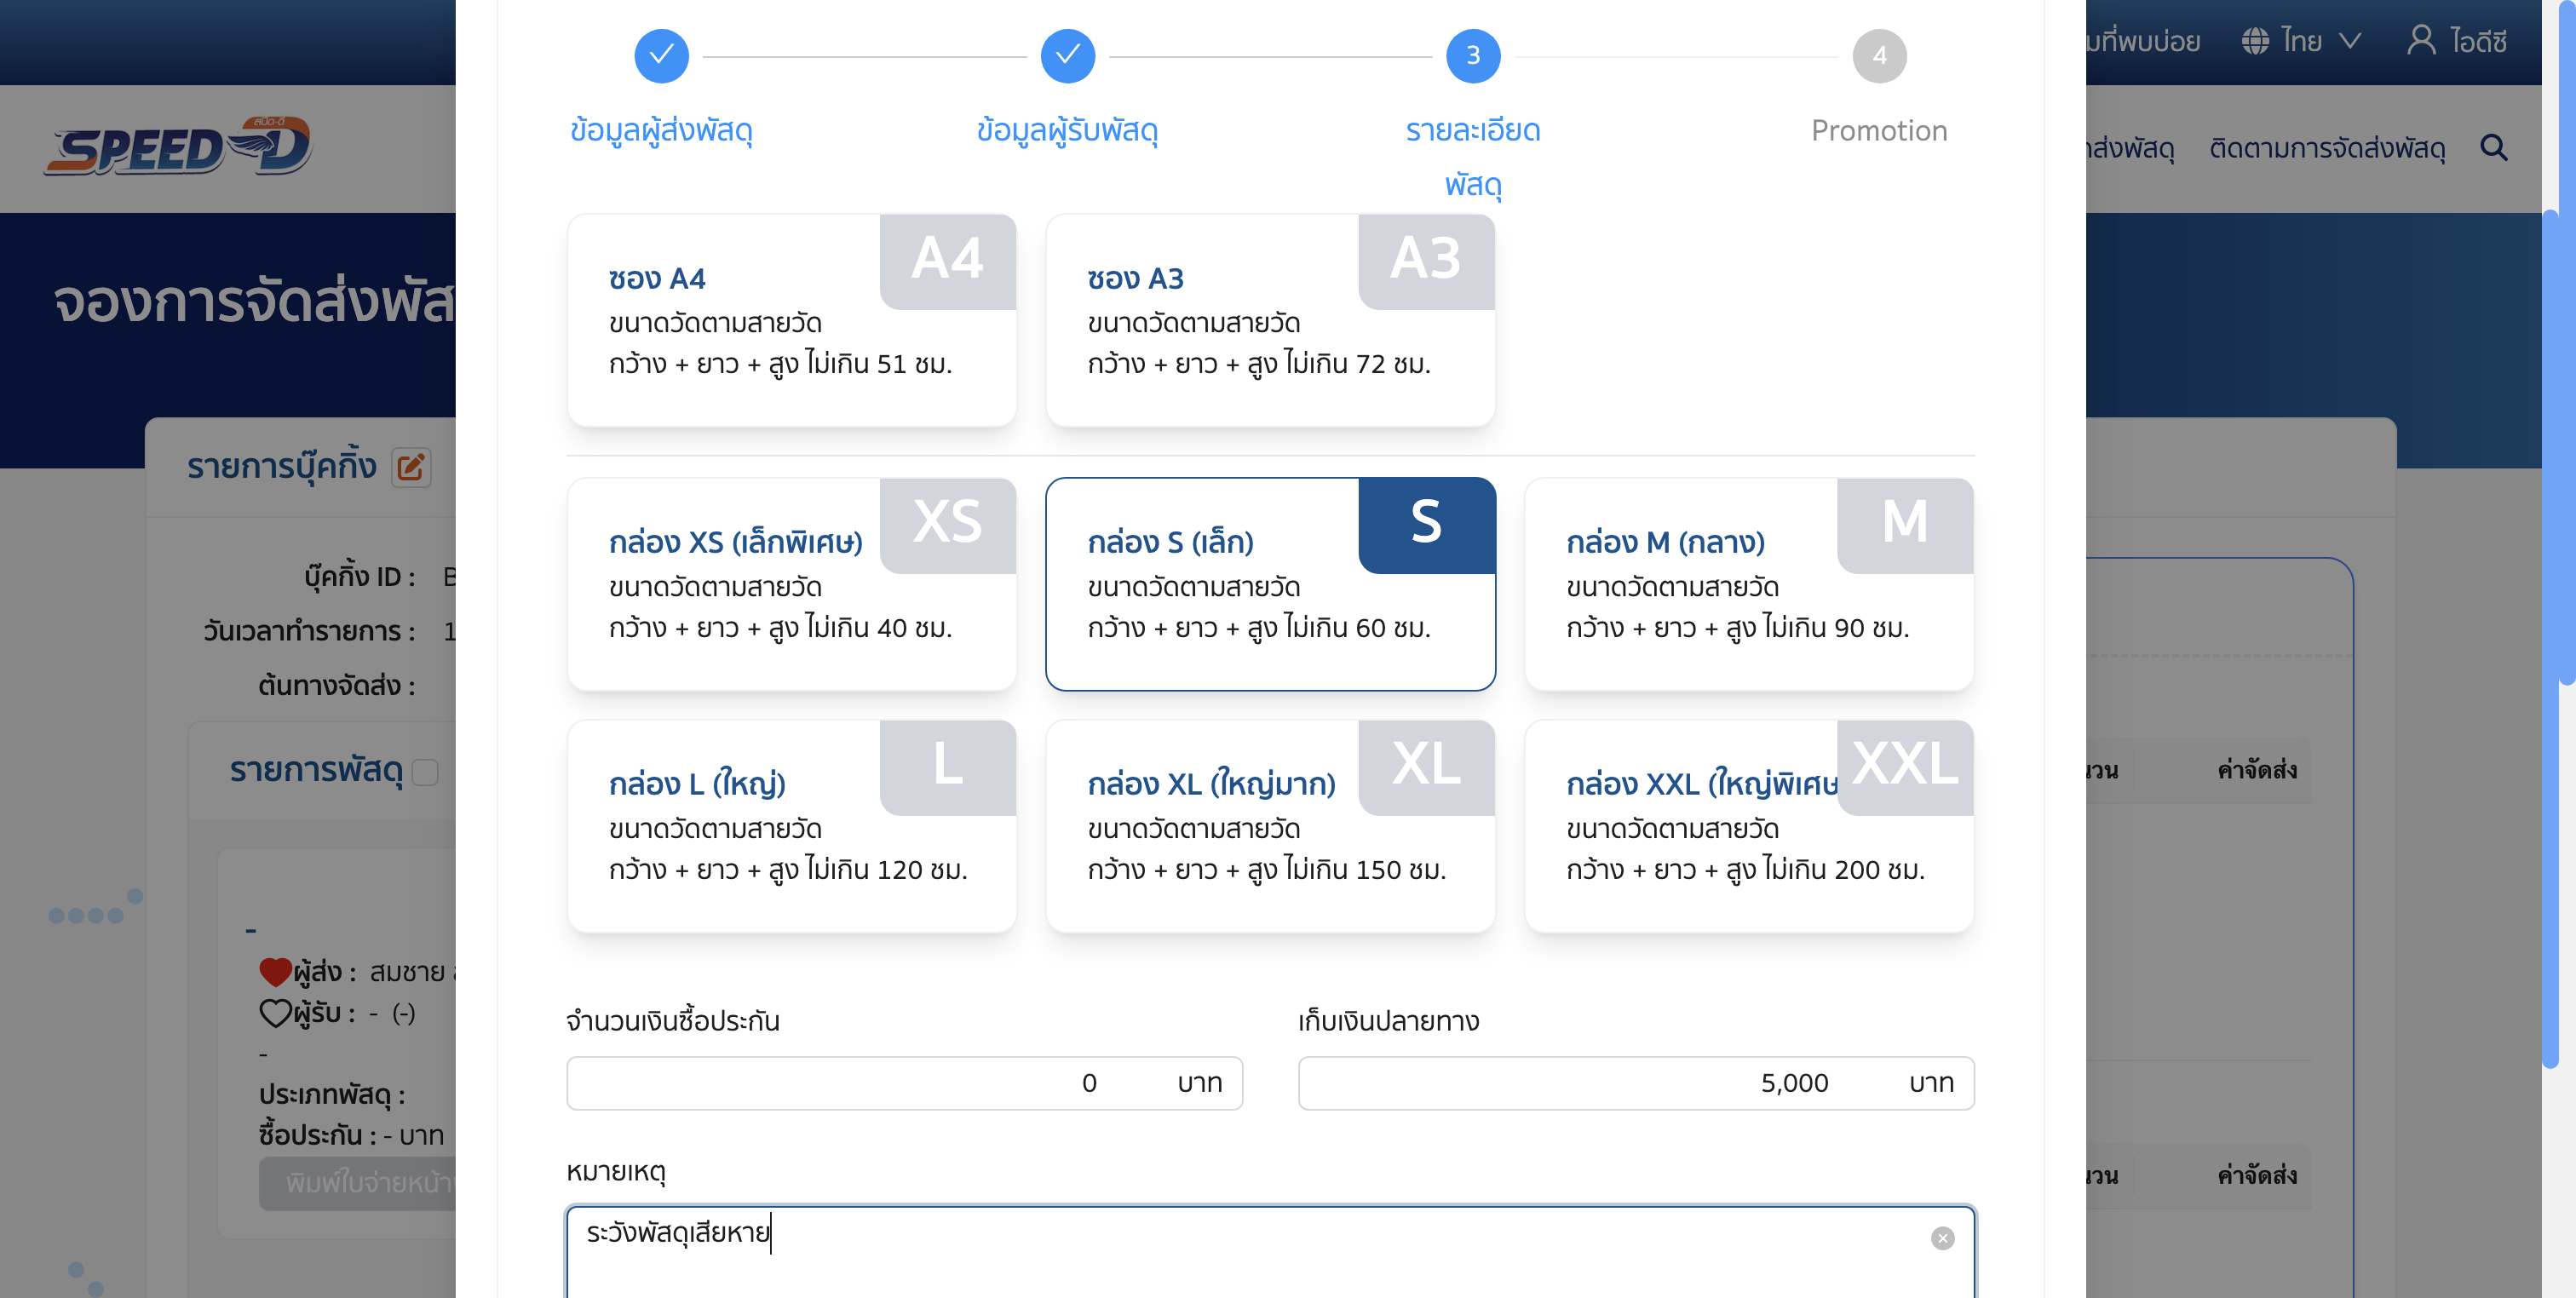 3
4
ข้อมูลผู้ส่งพัสดุ
ข้อมูลผู้รับพัสดุ
รายละเอียด
พัสดุ
Promotion
ไทย
ไอดีซี
สปีด-ดี
SPEED-D
ติดตามการจัดส่งพัสดุ
A4
ซอง A4
ขนาดวัดตามสายวัด
กว้าง + ยาว + สูง ไม่เกิน 51 ซม.
A3
ซอง A3
ขนาดวัดตามสายวัด
กว้าง + ยาว + สูง ไม่เกิน 72 ซม.
XS
กล่อง XS (เล็กพิเศษ)
ขนาดวัดตามสายวัด
กว้าง + ยาว + สูง ไม่เกิน 40 ซม.
S
กล่อง S (เล็ก)
ขนาดวัดตามสายวัด
กว้าง + ยาว + สูง ไม่เกิน 60 ซม.
M
กล่อง M (กลาง)
ขนาดวัดตามสายวัด
กว้าง + ยาว + สูง ไม่เกิน 90 ซม.
L
กล่อง L (ใหญ่)
ขนาดวัดตามสายวัด
กว้าง + ยาว + สูง ไม่เกิน 120 ซม.
XL
กล่อง XL (ใหญ่มาก)
ขนาดวัดตามสายวัด
กว้าง + ยาว + สูง ไม่เกิน 150 ซม.
XXL
กล่อง XXL (ใหญ่พิเศษ
ขนาดวัดตามสายวัด
กว้าง + ยาว + สูง ไม่เกิน 200 ซม.
จำนวนเงินซื้อประกัน
0 บาท
เก็บเงินปลายทาง
5,000 บาท
หมายเหตุ
ระวังพัสดุเสียหาย
จองการจัดส่งพัส
รายการบุ๊คกิ้ง
บุ๊คกิ้ง ID : B
วันเวลาทำรายการ : 1
ต้นทางจัดส่ง :
รายการพัสดุ
-
ผู้ส่ง : สมชาย
ผู้รับ : - (-)
-
ประเภทพัสดุ :
ซื้อประกัน : - บาท
พิมพ์ใบจ่ายหน้า
ค่าจัดส่ง
ค่าจัดส่ง